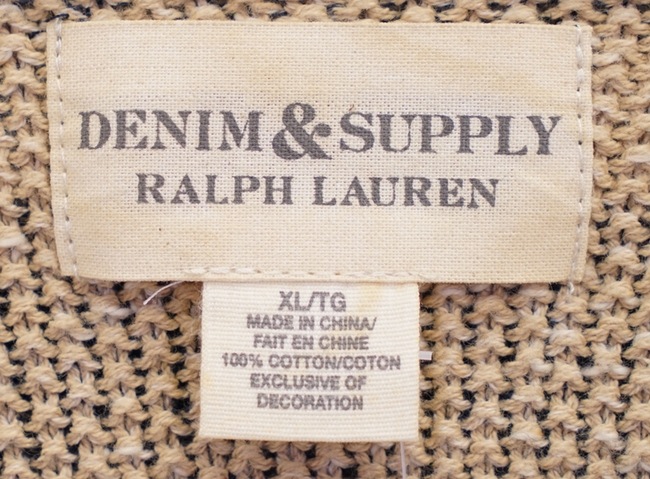 DENIM & SUPPLY
RALPH LAUREN
XL/TG
MADE IN CHINA/
FAIT EN CHINE
100% COTTON/COTON
EXCLUSIVE OF
DECORATION